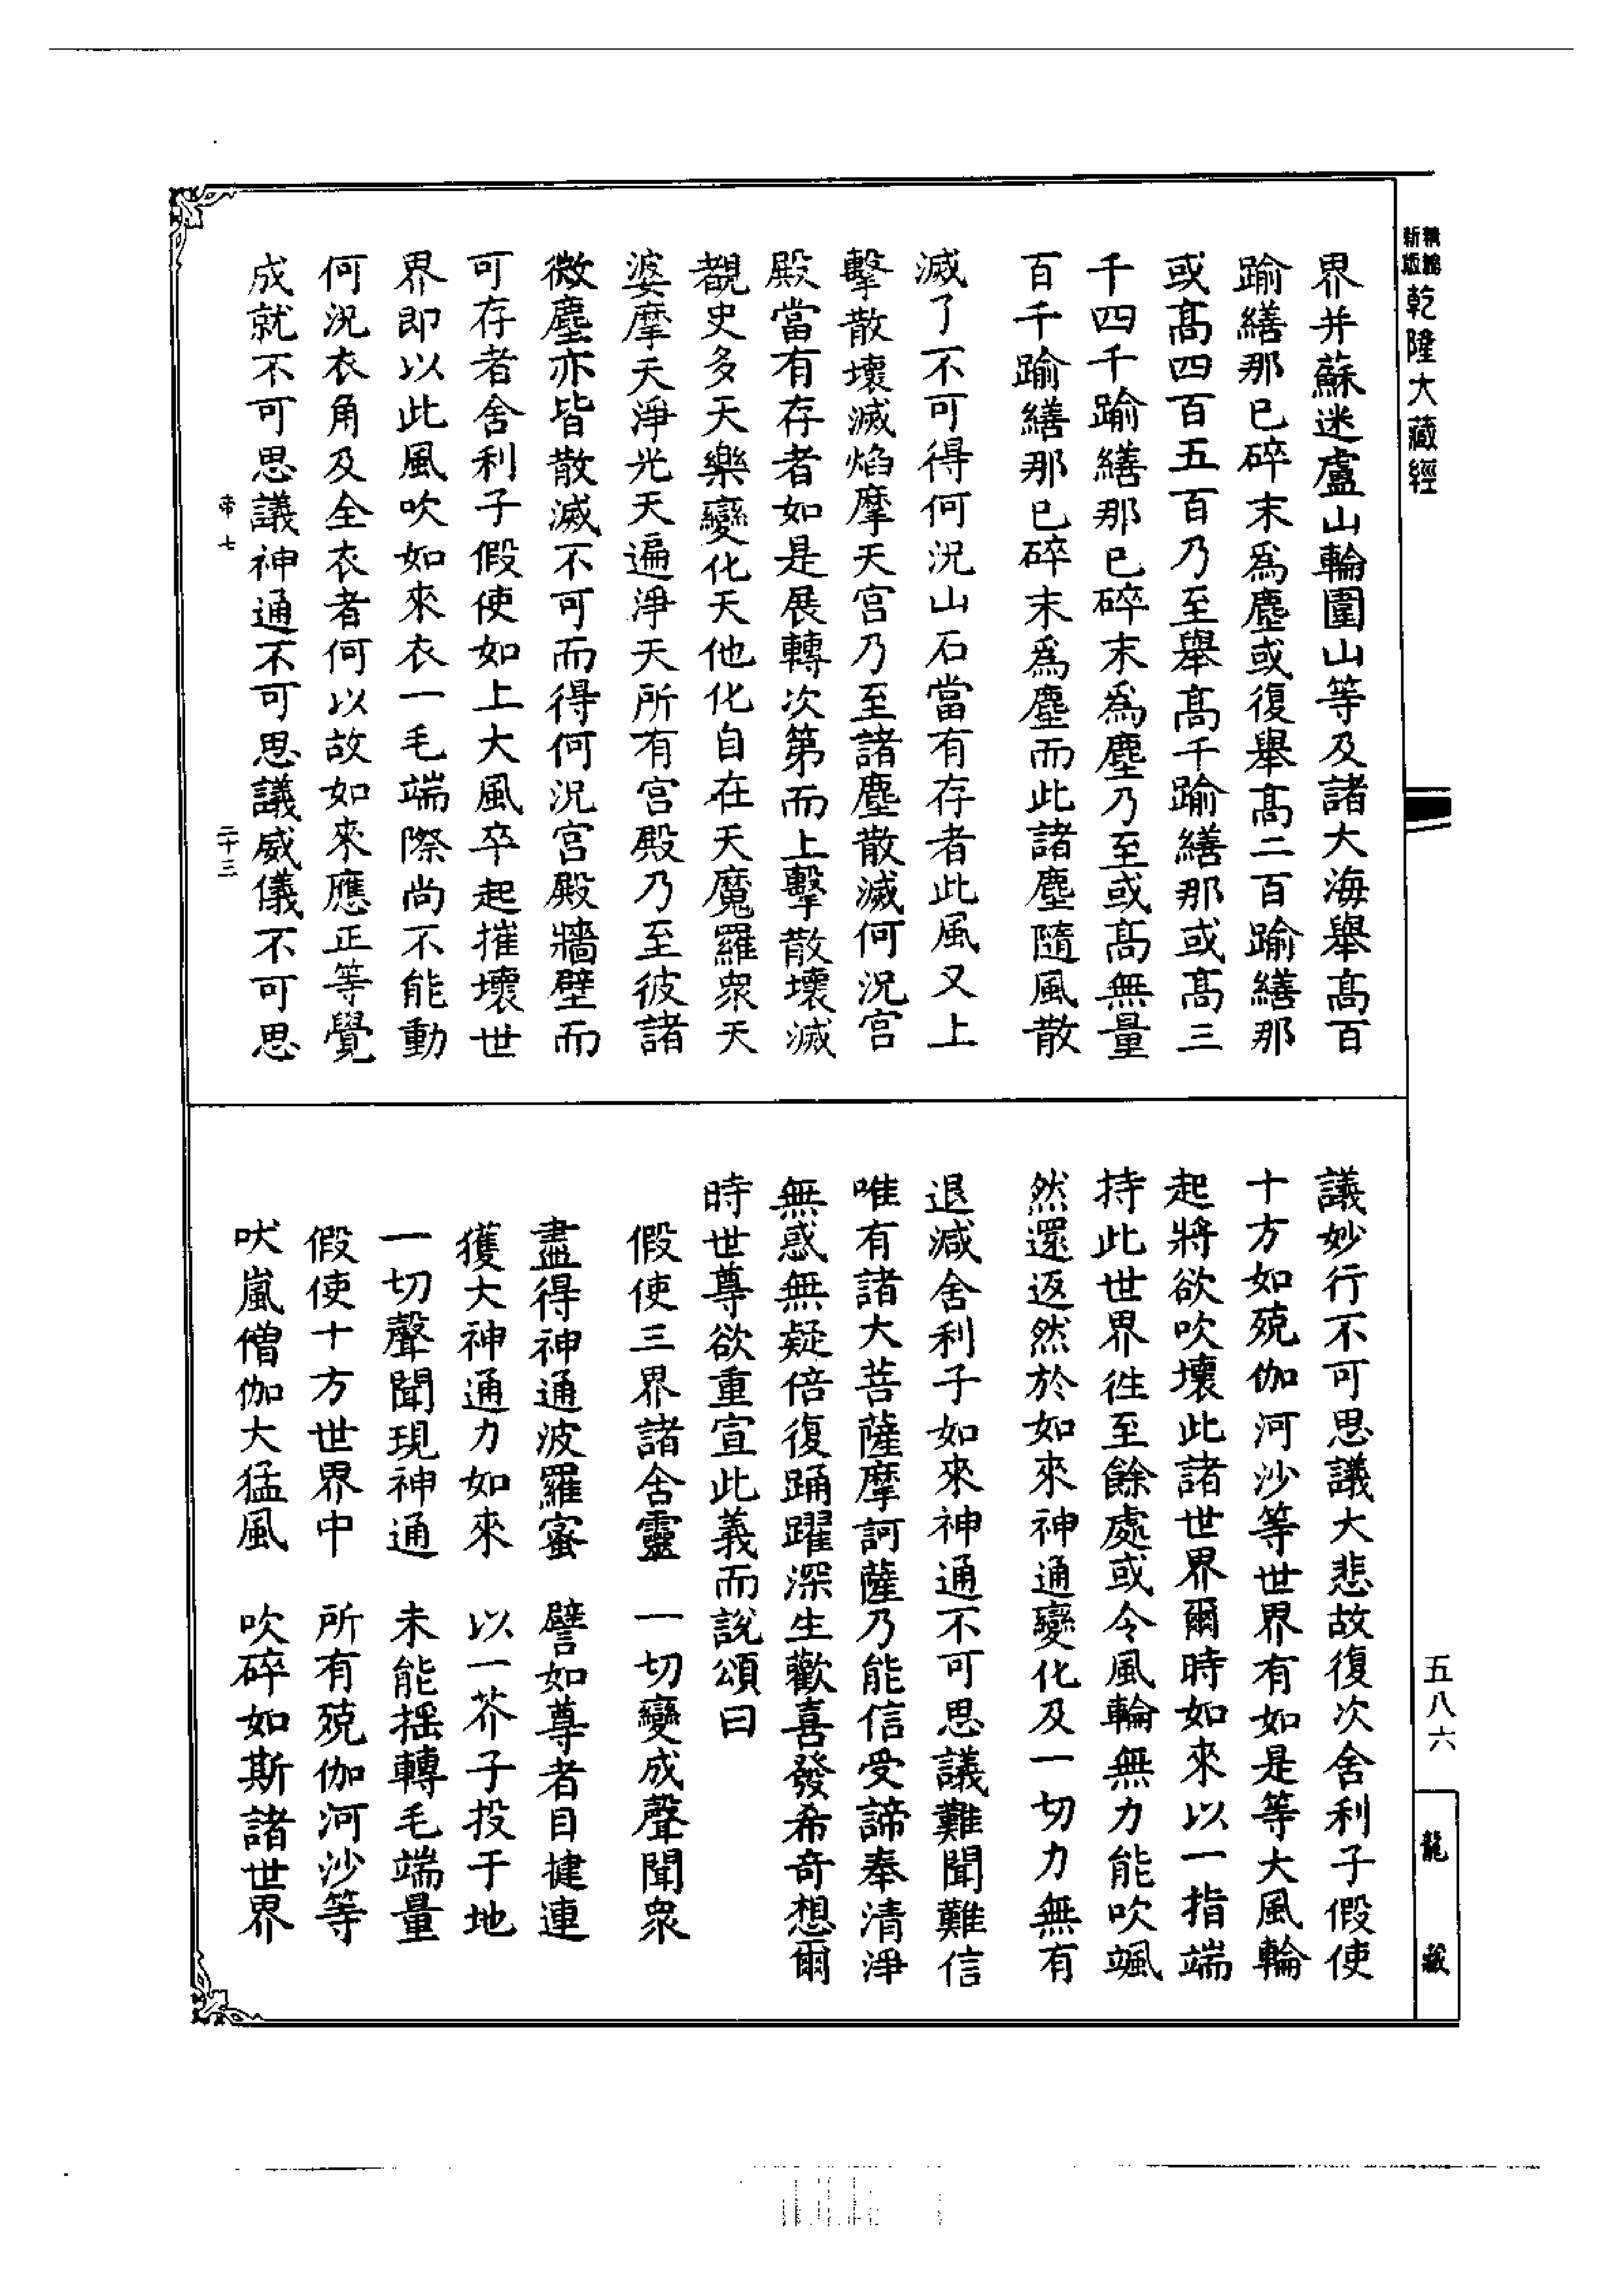 新版
精縮
乾隆大藏經
界并蘇迷盧山輪圍山等及諸大海舉高百
踰繕那已碎末爲塵或復舉高二百踰繕那
或高四百五百乃至舉高千踰繕那或高三
千四千踰繕那已碎末爲塵乃至或高無量
百千踰繕那已碎末爲塵而此諸塵隨風散
滅了不可得何況山石當有存者此風又上
擊散壞滅焰摩天宮乃至諸塵散滅何況宮
殿當有存者如是展轉次第而上擊散壞滅
覩史多天樂變化天他化自在天魔羅衆天
婆摩天淨光天遍淨天所有宮殿乃至彼諸
微塵亦皆散滅不可而得何況宮殿牆壁而
可存者舍利子假使如上大風卒起摧壞世
界即以此風吹如來衣一毛端際尚不能動
何況衣角及全衣者何以故如來應正等覺
成就不可思議神通不可思議威儀不可思
帝七
二十三
議妙行不可思議大悲故復次舍利子假使
十方如殑伽河沙等世界有如是等大風輪
起將欲吹壞此諸世界爾時如來以一指端
持此世界徃至餘處或令風輪無力能吹颯
然還返然於如來神通變化及一切力無有
退減舍利子如來神通不可思議難聞難信
唯有諸大菩薩摩訶薩乃能信受諦奉清淨
無惑無疑倍復踊躍深生歡喜發希奇想爾
時世尊欲重宣此義而說頌曰
假使三界諸含靈　一切變成聲聞衆
盡得神通波羅蜜　譬如尊者目揵連
獲大神通力如來　以一芥子投于地
一切聲聞現神通　未能搖轉毛端量
假使十方世界中　所有殑伽河沙等
吠嵐僧伽大猛風　吹碎如斯諸世界
五八六
龍藏